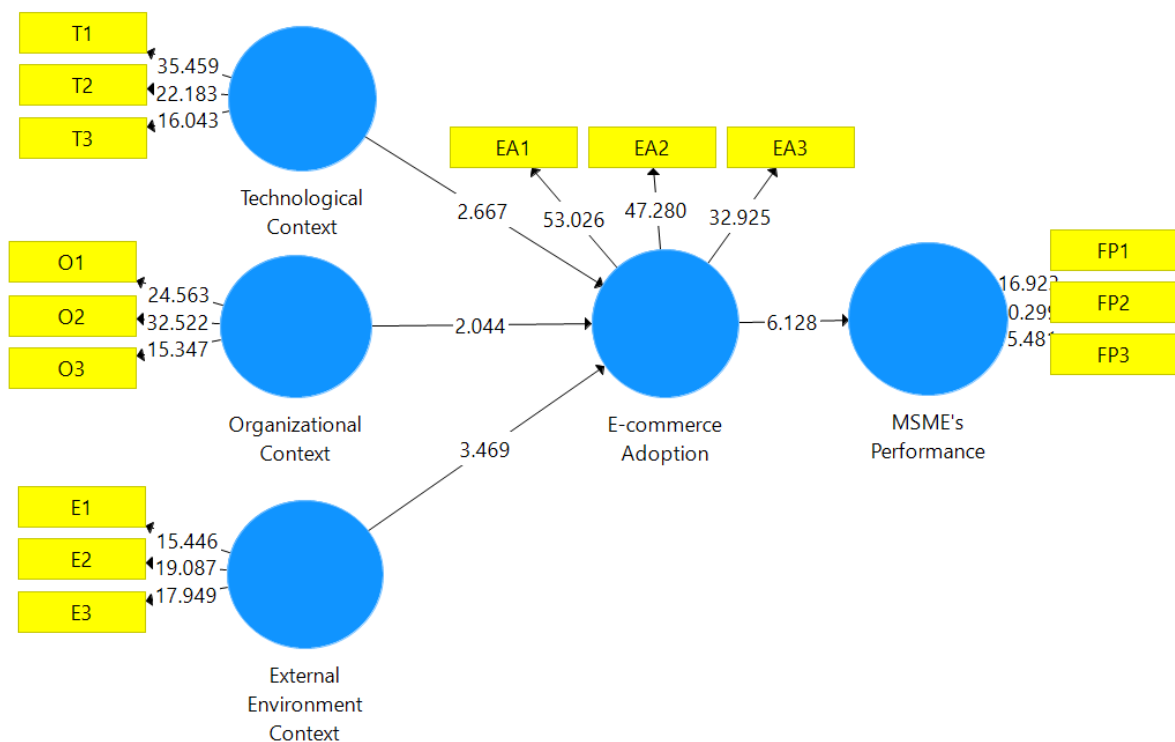 T1
35.459
T2
22.183
T3
16.043
Technological
Context
O1
24.563
O2
32.522
O3
15.347
Organizational
Context
E1
15.446
E2
19.087
E3
17.949
External
Environment
Context
2.667
2.044
3.469
EA1
EA2
EA3
53.026
47.280
32.925
E-commerce
Adoption
6.128
MSME's
Performance
FP1
FP2
FP3